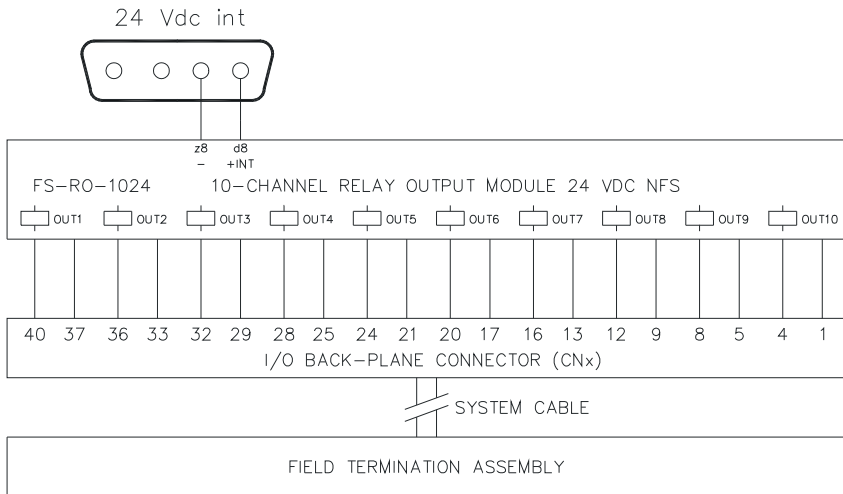 24 Vdc int
z8 d8
- +INT
FS-RO-1024 10-CHANNEL RELAY OUTPUT MODULE 24 VDC NFS
OUT1 OUT2 OUT3 OUT4 OUT5 OUT6 OUT7 OUT8 OUT9 OUT10
40 37 36 33 32 29 28 25 24 21 20 17 16 13 12 9 8 5 4 1
I/O BACK-PLANE CONNECTOR (CNx)
SYSTEM CABLE
FIELD TERMINATION ASSEMBLY